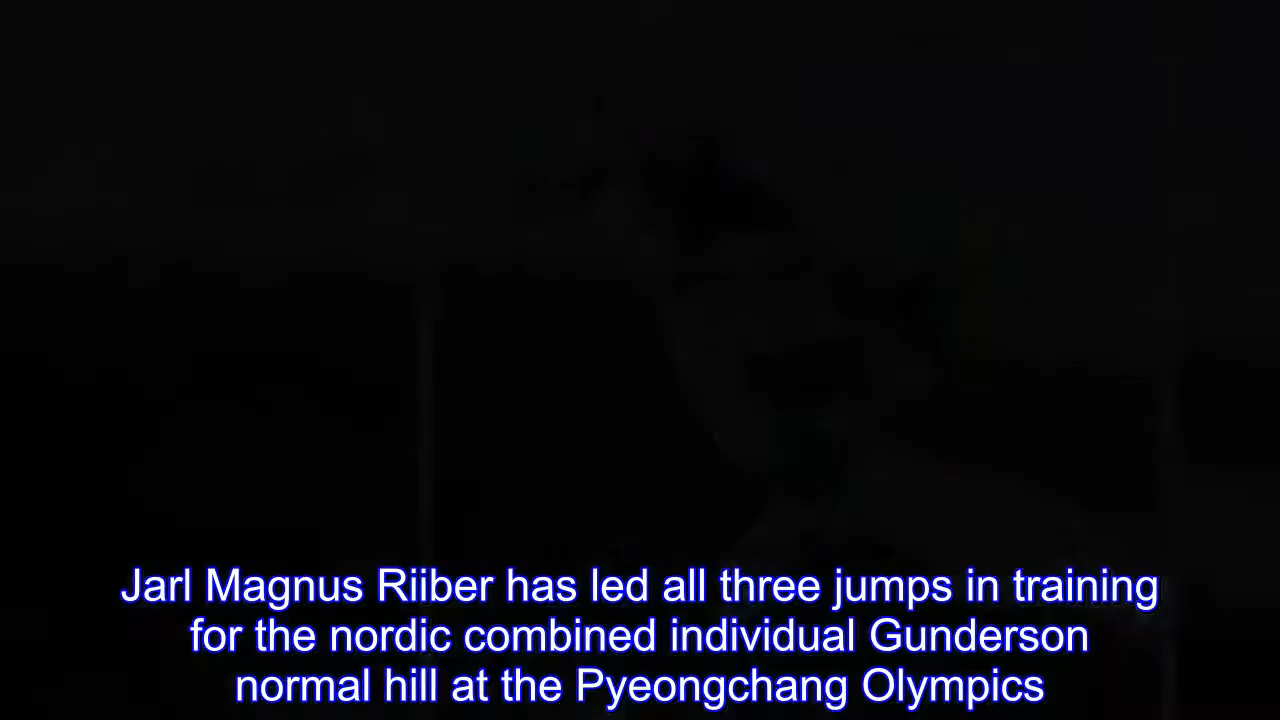 Jarl Magnus Riiber has led all three jumps in training
for the nordic combined individual Gunderson
normal hill at the Pyeongchang Olympics